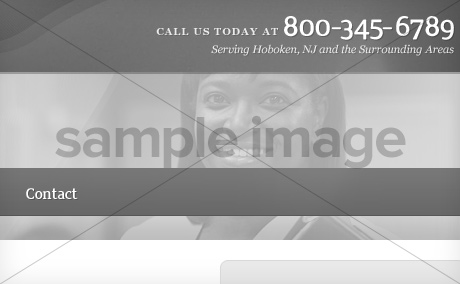 CALL US TODAY AT 800-345-6789
Serving Hoboken, NJ and the Surrounding Areas
sample image
Contact